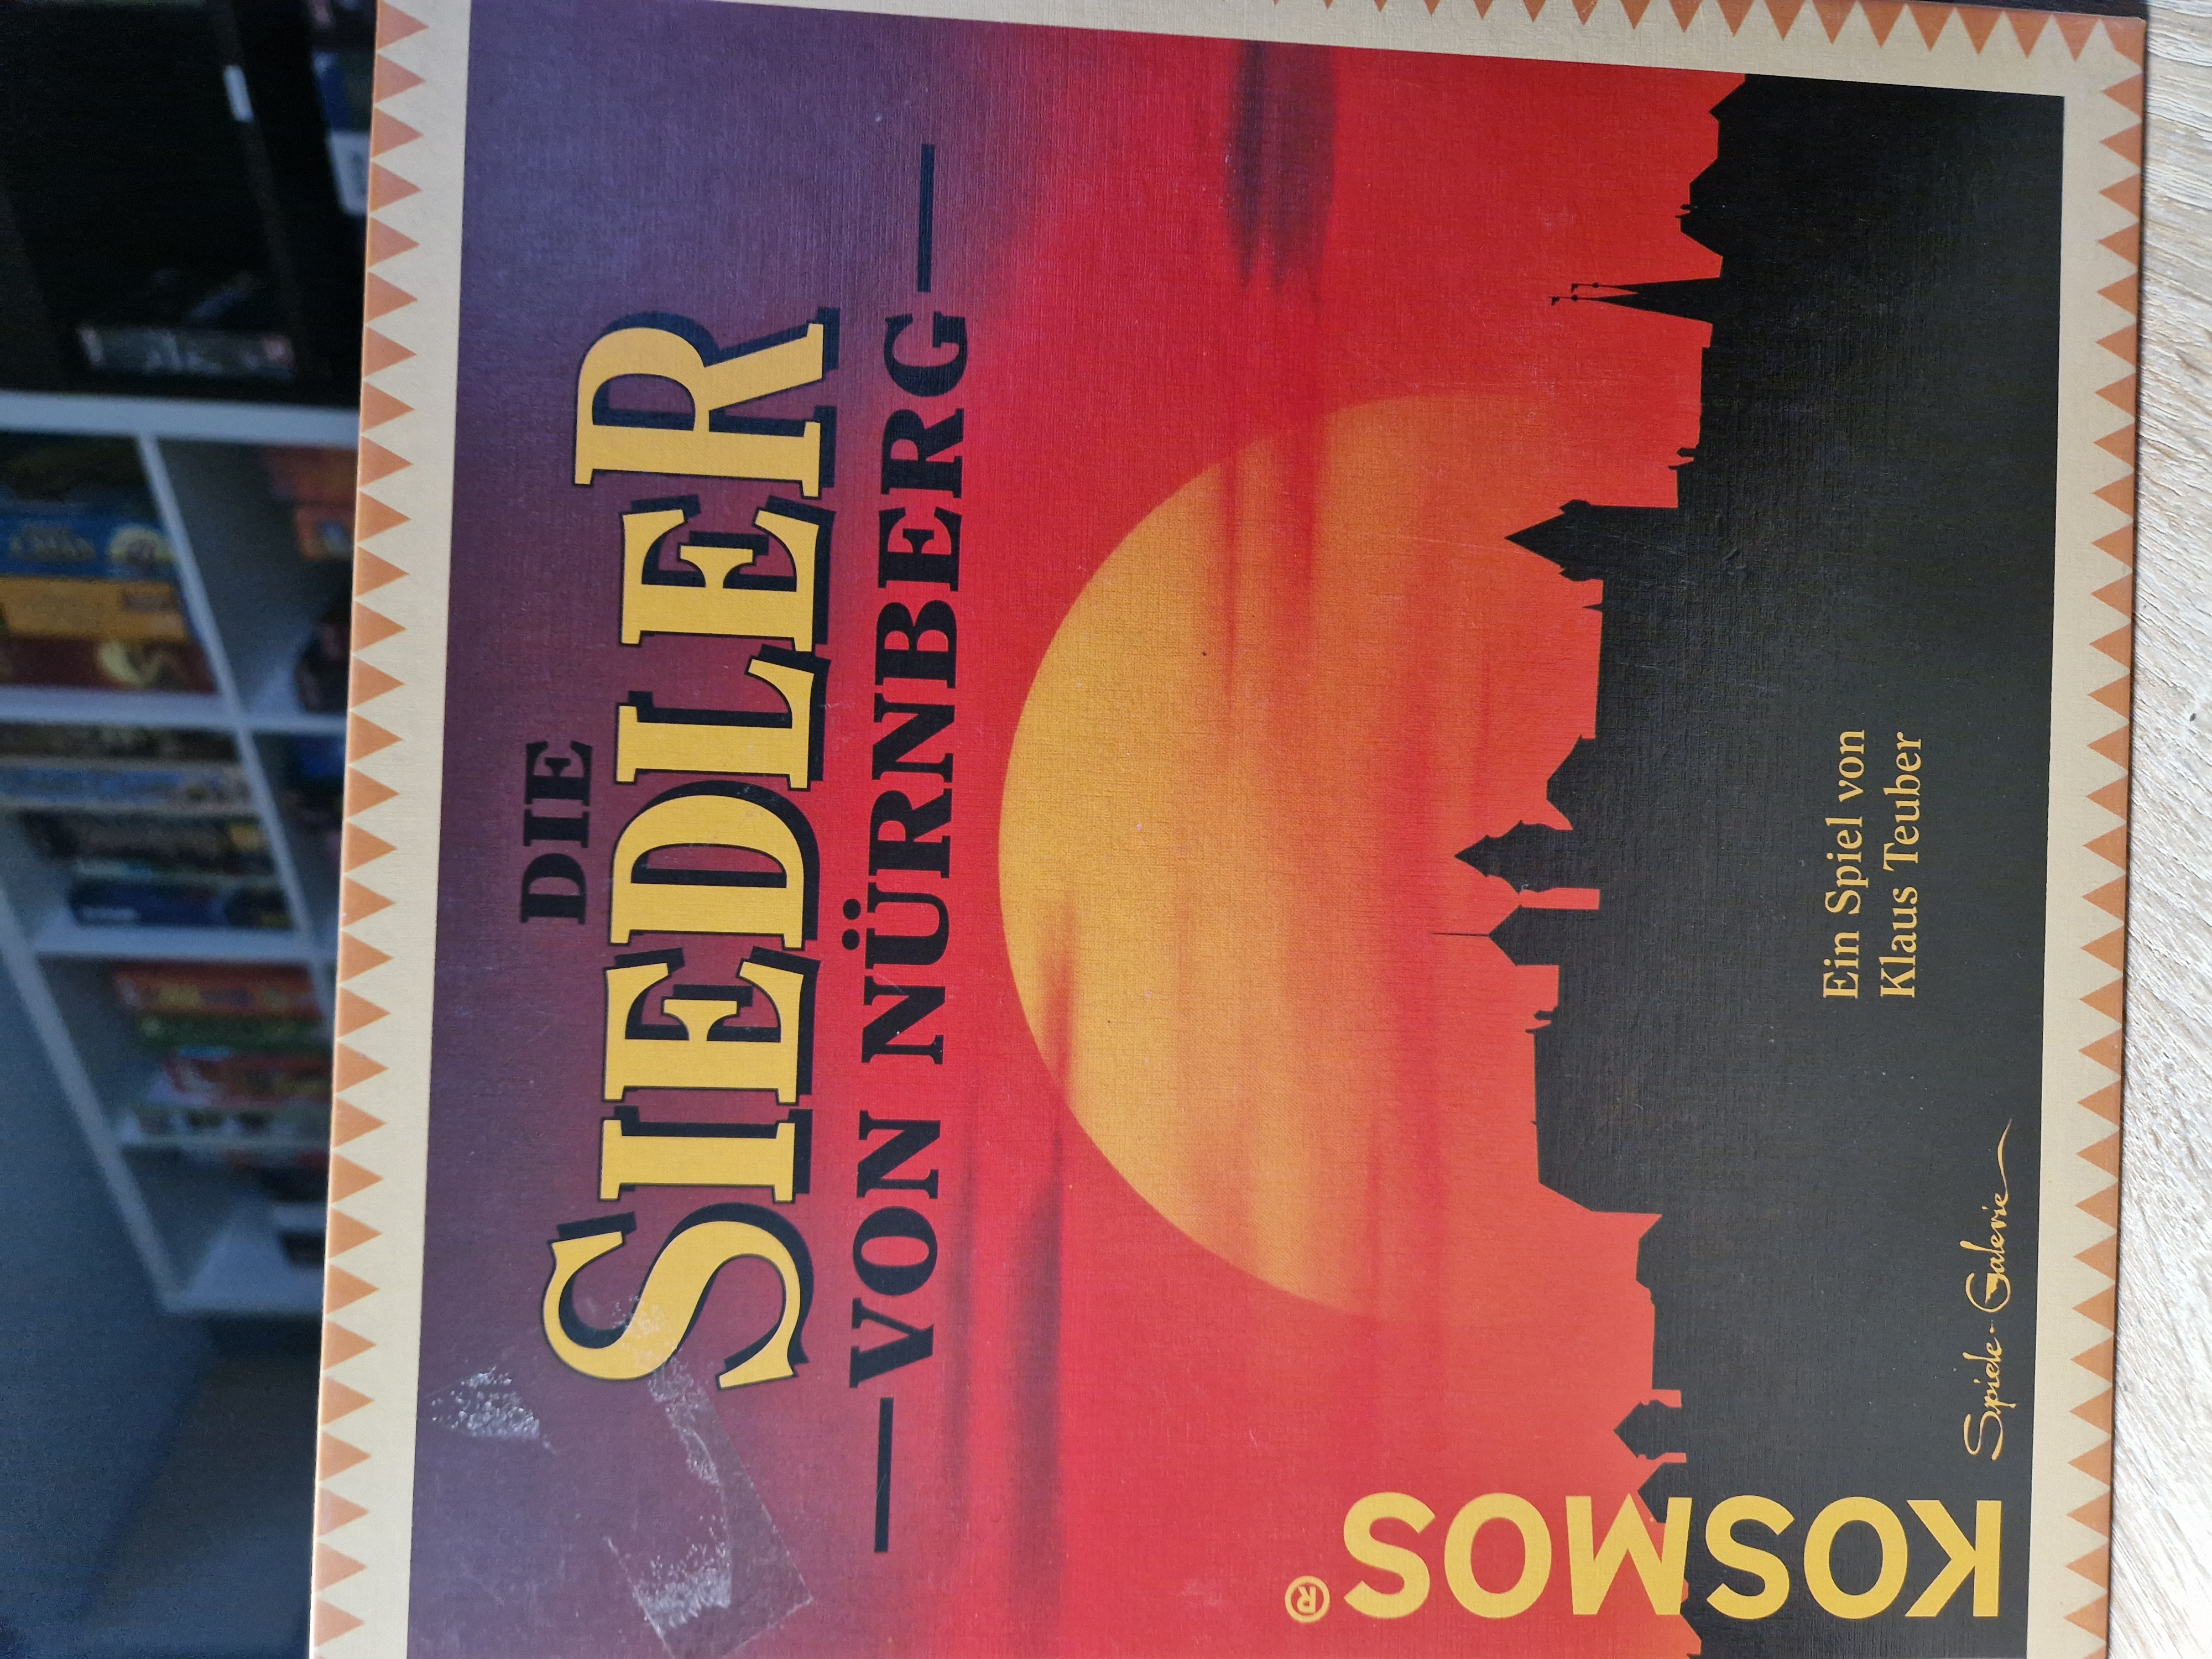 DIE
SIEDLER
VON NÜRNBERG
Ein Spiel von
Klaus Teuber
Spiele-Galerie
KOSMOS®